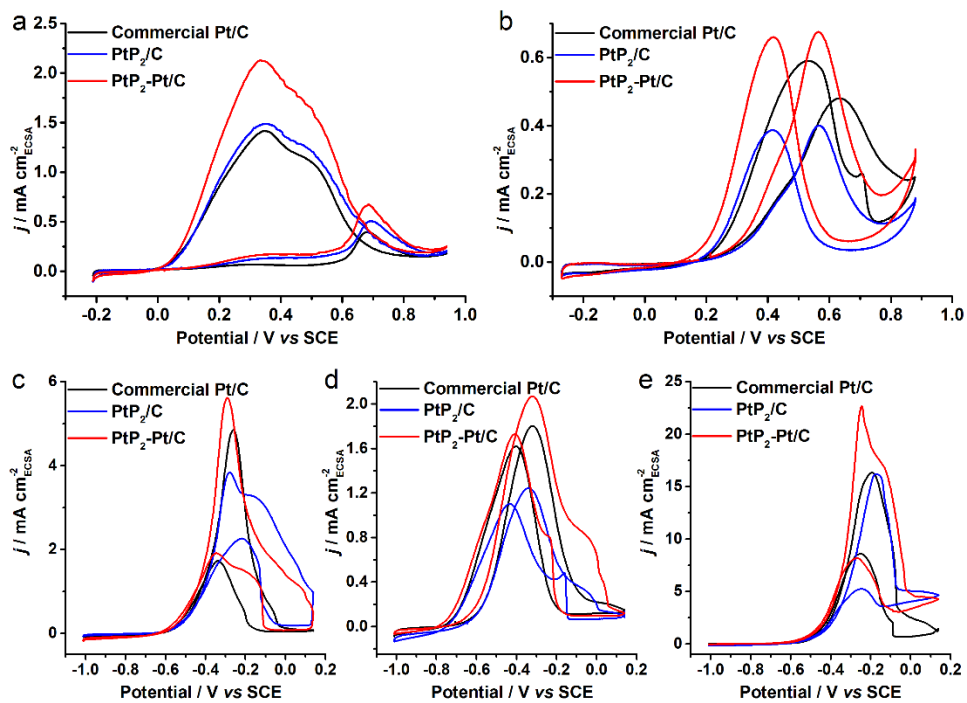 a
Commercial Pt/C
PtP2/C
PtP2-Pt/C
2.5
2.0
1.5
1.0
0.5
0.0
j / mA cm-2ECSA
-0.2 0.0 0.2 0.4 0.6 0.8 1.0
Potential / V vs SCE
b
Commercial Pt/C
PtP2/C
PtP2-Pt/C
0.6
0.4
0.2
0.0
j / mA cm-2ECSA
-0.2 0.0 0.2 0.4 0.6 0.8 1.0
Potential / V vs SCE
c
Commercial Pt/C
PtP2/C
PtP2-Pt/C
6
4
2
0
j / mA cm-2ECSA
-1.0 -0.8 -0.6 -0.4 -0.2 0.0 0.2
Potential / V vs SCE
d
Commercial Pt/C
PtP2/C
PtP2-Pt/C
2.0
1.6
1.2
0.8
0.4
0.0
j / mA cm-2ECSA
-1.0 -0.8 -0.6 -0.4 -0.2 0.0 0.2
Potential / V vs SCE
e
Commercial Pt/C
PtP2/C
PtP2-Pt/C
25
20
15
10
5
0
j / mA cm-2ECSA
-1.0 -0.8 -0.6 -0.4 -0.2 0.0 0.2
Potential / V vs SCE